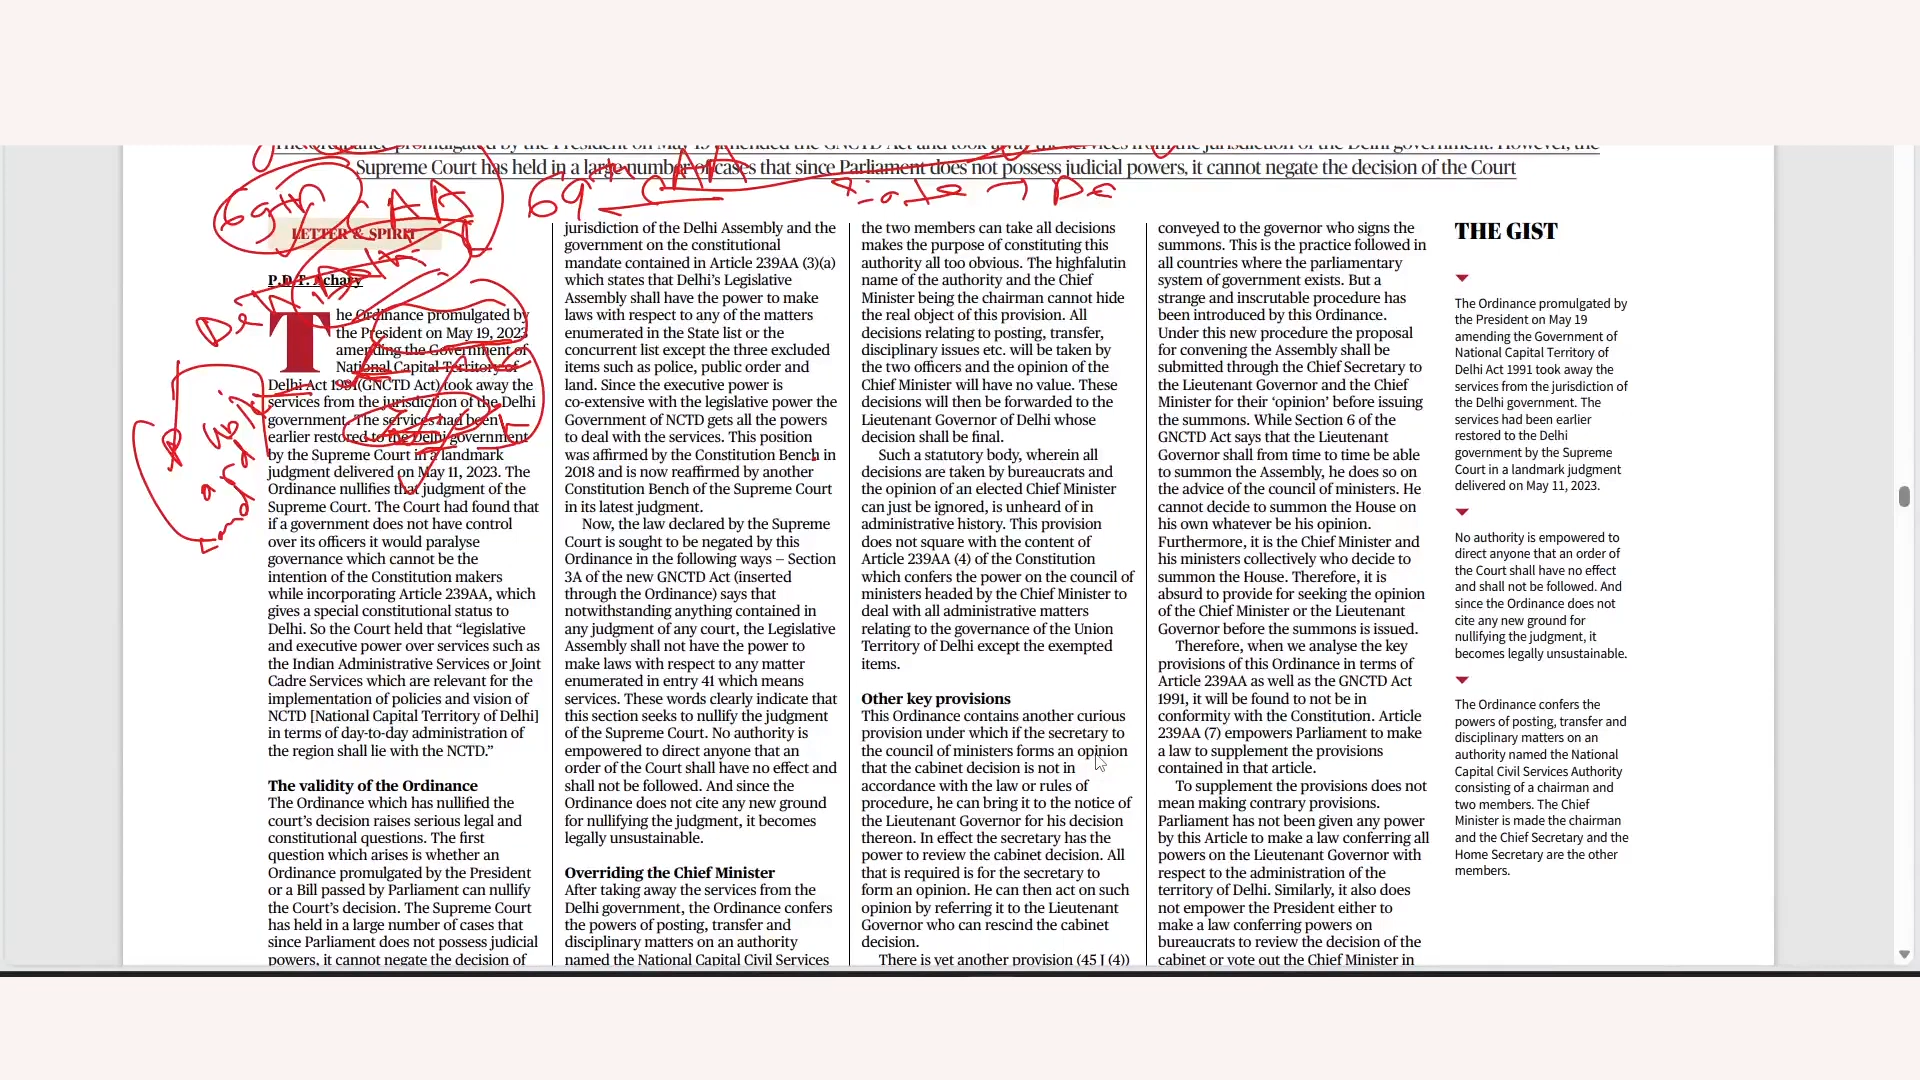 The Ordinance promulgated by the President on May 19 amended the GNCTD Act and took away the services from the jurisdiction of the Delhi government. However, the
Supreme Court has held in a large number of cases that since Parliament does not possess judicial powers, it cannot negate the decision of the Court
69th CAA
69th CAA
LETTER & SPIRIT
P.D.T. Achary
The Ordinance promulgated by
the President on May 19, 2023
amending the Government of
National Capital Territory of
Delhi Act 1991(GNCTD Act) took away the
services from the jurisdiction of the Delhi
government. The services had been
earlier restored to the Delhi government
by the Supreme Court in a landmark
judgment delivered on May 11, 2023. The
Ordinance nullifies that judgment of the
Supreme Court. The Court had found that
if a government does not have control
over its officers it would paralyse
governance which cannot be the
intention of the Constitution makers
while incorporating Article 239AA, which
gives a special constitutional status to
Delhi. So the Court held that “legislative
and executive power over services such as
the Indian Administrative Services or Joint
Cadre Services which are relevant for the
implementation of policies and vision of
NCTD [National Capital Territory of Delhi]
in terms of day-to-day administration of
the region shall lie with the NCTD.”
The validity of the Ordinance
The Ordinance which has nullified the
court’s decision raises serious legal and
constitutional questions. The first
question which arises is whether an
Ordinance promulgated by the President
or a Bill passed by Parliament can nullify
the Court’s decision. The Supreme Court
has held in a large number of cases that
since Parliament does not possess judicial
powers, it cannot negate the decision of
jurisdiction of the Delhi Assembly and the
government on the constitutional
mandate contained in Article 239AA (3)(a)
which states that Delhi’s Legislative
Assembly shall have the power to make
laws with respect to any of the matters
enumerated in the State list or the
concurrent list except the three excluded
items such as police, public order and
land. Since the executive power is
co-extensive with the legislative power the
Government of NCTD gets all the powers
to deal with the services. This position
was affirmed by the Constitution Bench in
2018 and is now reaffirmed by another
Constitution Bench of the Supreme Court
in its latest judgment.
Now, the law declared by the Supreme
Court is sought to be negated by this
Ordinance in the following ways – Section
3A of the new GNCTD Act (inserted
through the Ordinance) says that
notwithstanding anything contained in
any judgment of any court, the Legislative
Assembly shall not have the power to
make laws with respect to any matter
enumerated in entry 41 which means
services. These words clearly indicate that
this section seeks to nullify the judgment
of the Supreme Court. No authority is
empowered to direct anyone that an
order of the Court shall have no effect and
shall not be followed. And since the
Ordinance does not cite any new ground
for nullifying the judgment, it becomes
legally unsustainable.
Overriding the Chief Minister
After taking away the services from the
Delhi government, the Ordinance confers
the powers of posting, transfer and
disciplinary matters on an authority
named the National Capital Civil Services
the two members can take all decisions
makes the purpose of constituting this
authority all too obvious. The highfalutin
name of the authority and the Chief
Minister being the chairman cannot hide
the real object of this provision. All
decisions relating to posting, transfer,
disciplinary issues etc. will be taken by
the two officers and the opinion of the
Chief Minister will have no value. These
decisions will then be forwarded to the
Lieutenant Governor of Delhi whose
decision shall be final.
Such a statutory body, wherein all
decisions are taken by bureaucrats and
the opinion of an elected Chief Minister
can just be ignored, is unheard of in
administrative history. This provision
does not square with the content of
Article 239AA (4) of the Constitution
which confers the power on the council of
ministers headed by the Chief Minister to
deal with all administrative matters
relating to the governance of the Union
Territory of Delhi except the exempted
items.
Other key provisions
This Ordinance contains another curious
provision under which if the secretary to
the council of ministers forms an opinion
that the cabinet decision is not in
accordance with the law or rules of
procedure, he can bring it to the notice of
the Lieutenant Governor for his decision
thereon. In effect the secretary has the
power to review the cabinet decision. All
that is required is for the secretary to
form an opinion. He can then act on such
opinion by referring it to the Lieutenant
Governor who can rescind the cabinet
decision.
There is yet another provision (45 J (4))
conveyed to the governor who signs the
summons. This is the practice followed in
all countries where the parliamentary
system of government exists. But a
strange and inscrutable procedure has
been introduced by this Ordinance.
Under this new procedure the proposal
for convening the Assembly shall be
submitted through the Chief Secretary to
the Lieutenant Governor and the Chief
Minister for their ‘opinion’ before issuing
the summons. While Section 6 of the
GNCTD Act says that the Lieutenant
Governor shall from time to time be able
to summon the Assembly, he does so on
the advice of the council of ministers. He
cannot decide to summon the House on
his own whatever be his opinion.
Furthermore, it is the Chief Minister and
his ministers collectively who decide to
summon the House. Therefore, it is
absurd to provide for seeking the opinion
of the Chief Minister or the Lieutenant
Governor before the summons is issued.
Therefore, when we analyse the key
provisions of this Ordinance in terms of
Article 239AA as well as the GNCTD Act
1991, it will be found to not be in
conformity with the Constitution. Article
239AA (7) empowers Parliament to make
a law to supplement the provisions
contained in that article.
To supplement the provisions does not
mean making contrary provisions.
Parliament has not been given any power
by this Article to make a law conferring all
powers on the Lieutenant Governor with
respect to the administration of the
territory of Delhi. Similarly, it also does
not empower the President either to
make a law conferring powers on
bureaucrats to review the decision of the
cabinet or vote out the Chief Minister in
THE GIST
The Ordinance promulgated by
the President on May 19
amending the Government of
National Capital Territory of
Delhi Act 1991 took away the
services from the jurisdiction of
the Delhi government. The
services had been earlier
restored to the Delhi
government by the Supreme
Court in a landmark judgment
delivered on May 11, 2023.
No authority is empowered to
direct anyone that an order of
the Court shall have no effect
and shall not be followed. And
since the Ordinance does not
cite any new ground for
nullifying the judgment, it
becomes legally unsustainable.
The Ordinance confers the
powers of posting, transfer and
disciplinary matters on an
authority named the National
Capital Civil Services Authority
consisting of a chairman and
two members. The Chief
Minister is made the chairman
and the Chief Secretary and the
Home Secretary are the other
members.